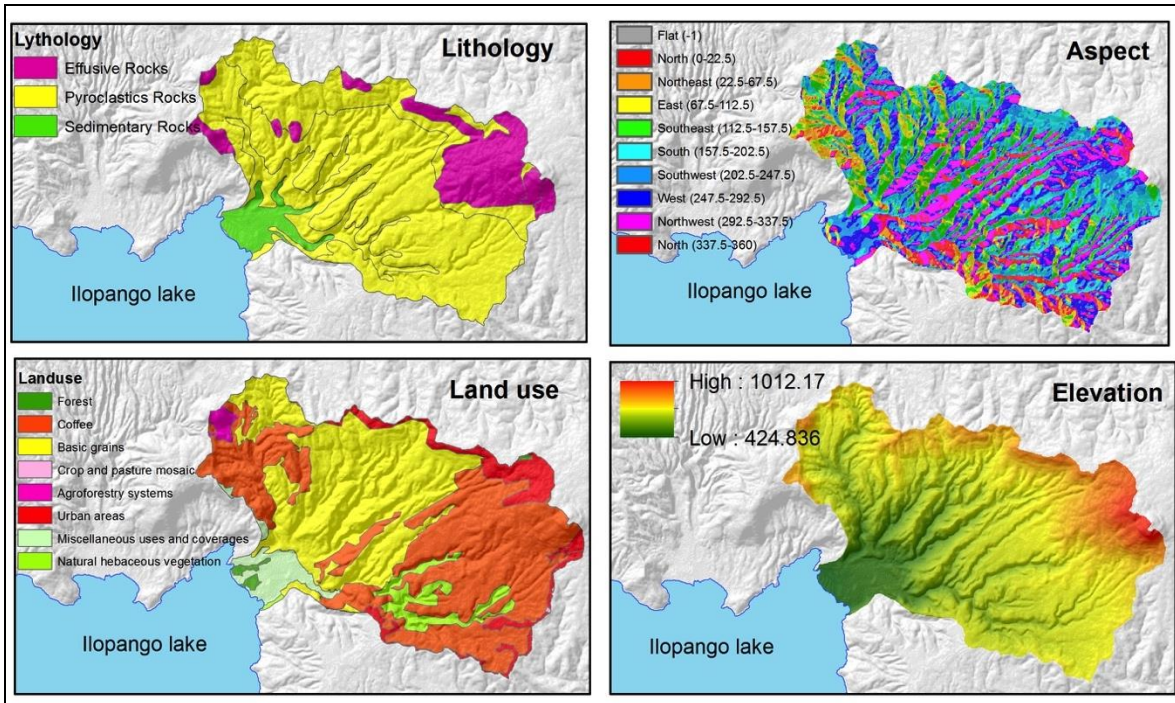 Lythology
Effusive Rocks
Pyroclastics Rocks
Sedimentary Rocks
Lithology
Ilopango lake
Flat (-1)
North (0-22.5)
Northeast (22.5-67.5)
East (67.5-112.5)
Southeast (112.5-157.5)
South (157.5-202.5)
Southwest (202.5-247.5)
West (247.5-292.5)
Northwest (292.5-337.5)
North (337.5-360)
Aspect
Ilopango lake
Landuse
Forest
Coffee
Basic grains
Crop and pasture mosaic
Agroforestry systems
Urban areas
Miscellaneous uses and coverages
Natural hebaceous vegetation
Land use
Ilopango lake
High : 1012.17
Low : 424.836
Elevation
Ilopango lake